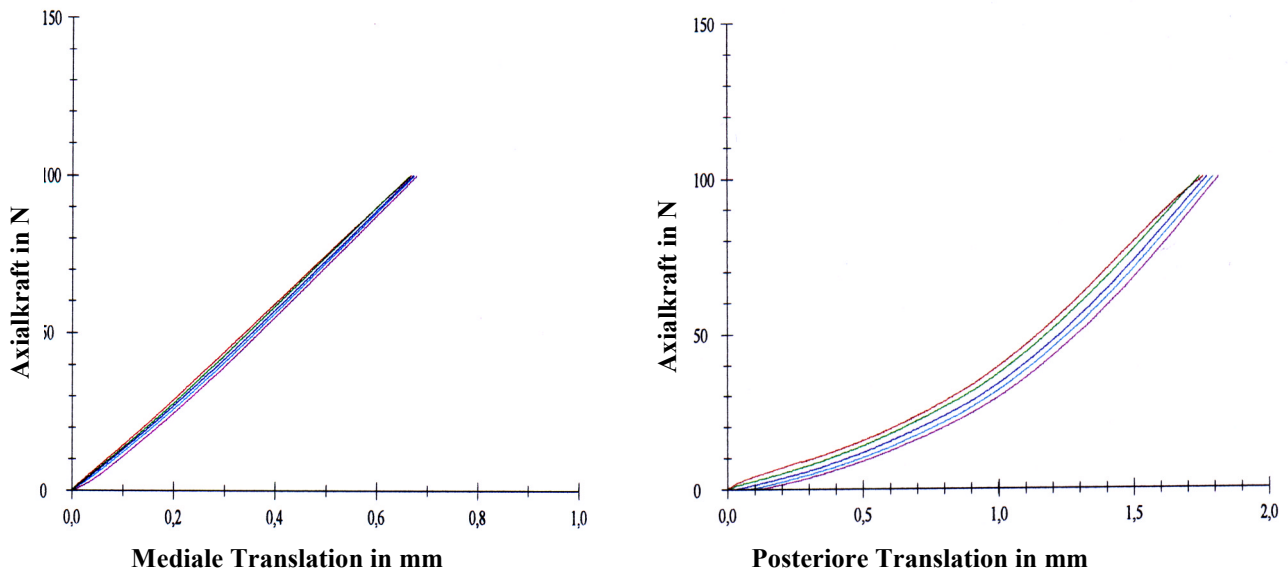 150
Axialkraft in N
100
50
0
0,0 0,2 0,4 0,6 0,8 1,0
Mediale Translation in mm
150
Axialkraft in N
100
50
0
0,0 0,5 1,0 1,5 2,0
Posteriore Translation in mm